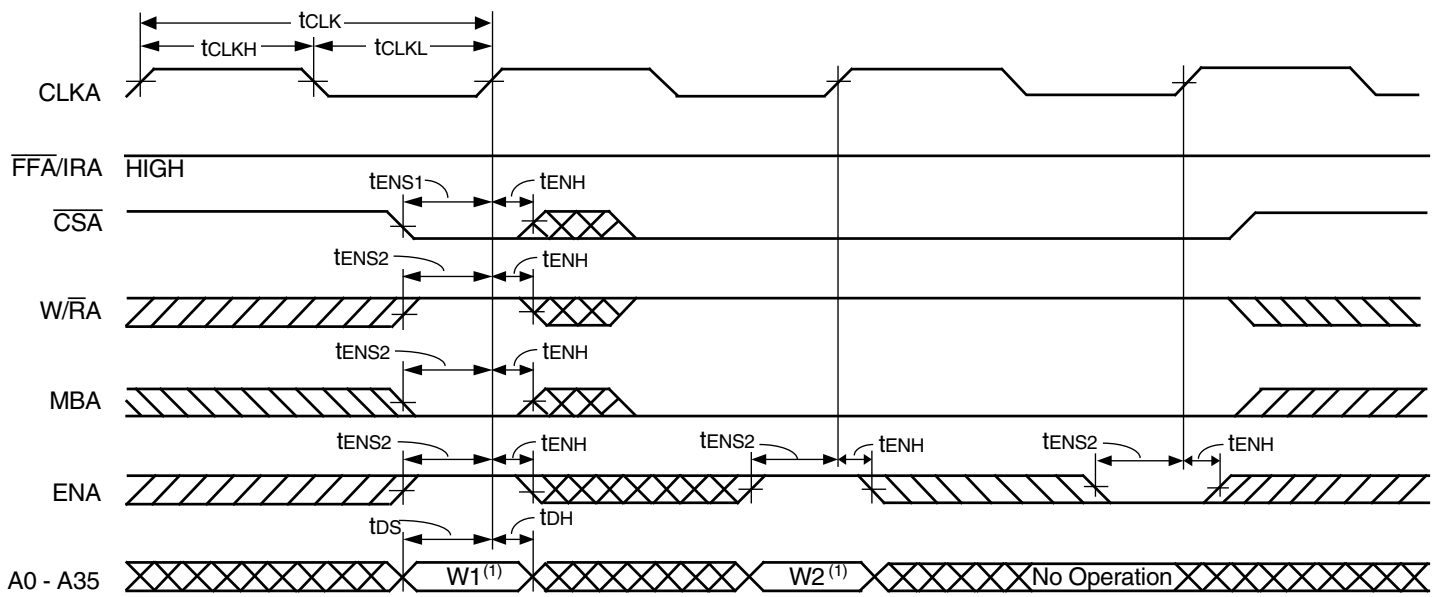 tCLK
tCLKH tCLKL
CLKA
FFA/IRA HIGH
tENS1 tENH
CSA
tENS2 tENH
W/RA
tENS2 tENH
MBA
tENS2 tENH tENS2 tENH tENS2 tENH
ENA
tDS tDH
A0 - A35 W1(1) W2(1) No Operation